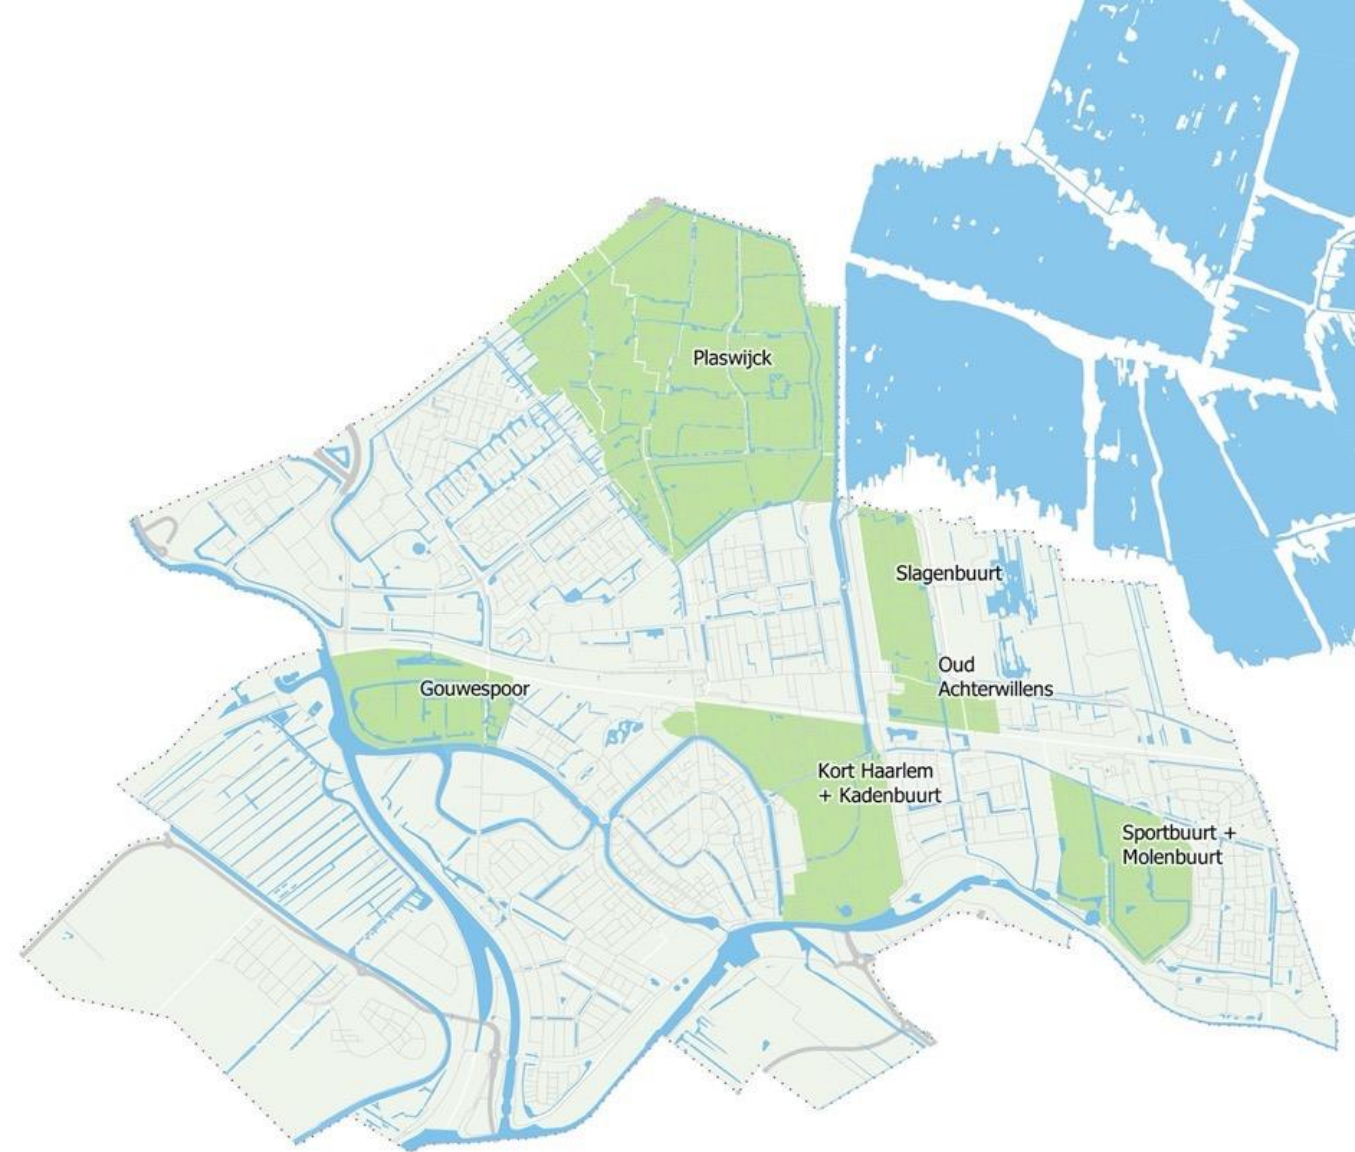 Plaswijck
Slagenbuurt
Oud
Achterwillens
Gouwespoor
Kort Haarlem
+ Kadenbuurt
Sportbuurt +
Molenbuurt